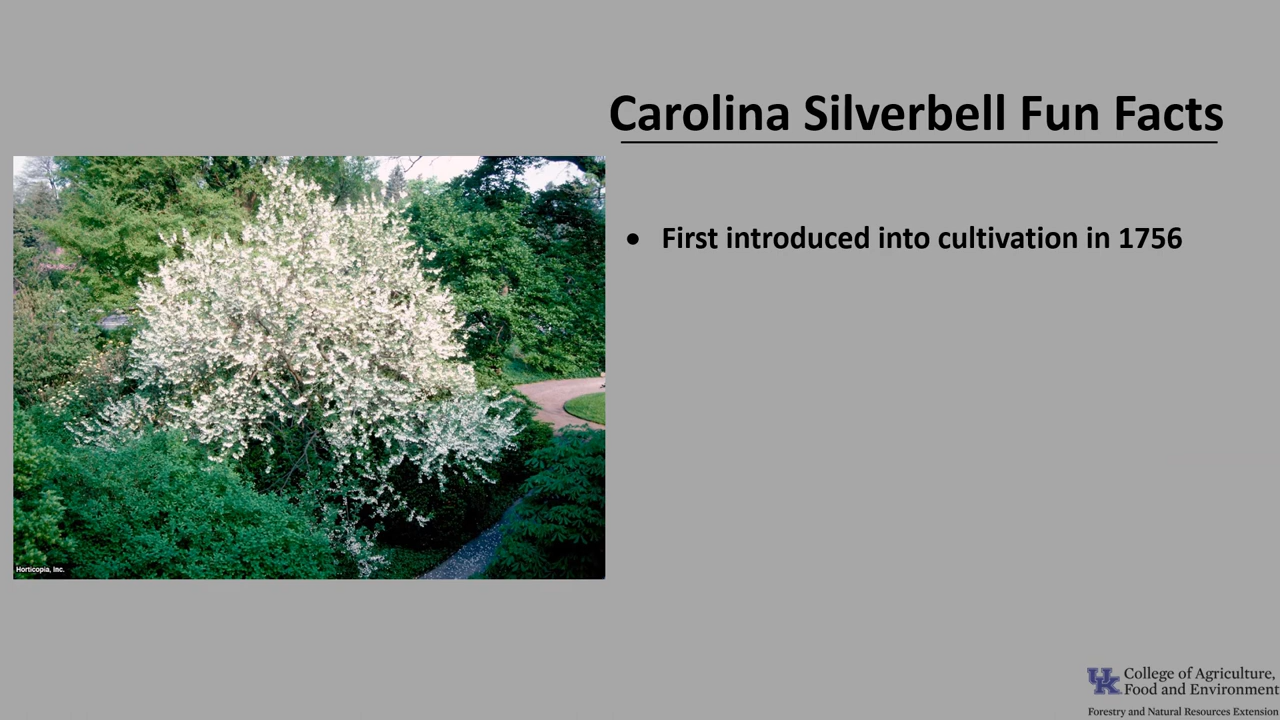 Carolina Silverbell Fun Facts
• First introduced into cultivation in 1756
Horticopia, Inc.
UK College of Agriculture,
Food and Environment
Forestry and Natural Resources Extension